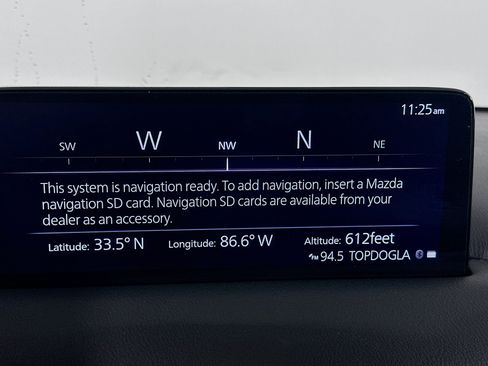 11:25am
SW W NW N NE
This system is navigation ready. To add navigation, insert a Mazda
navigation SD card. Navigation SD cards are available from your
dealer as an accessory.
Latitude: 33.5° N Longitude: 86.6° W Altitude: 612feet
FM 94.5 TOPDOGLA